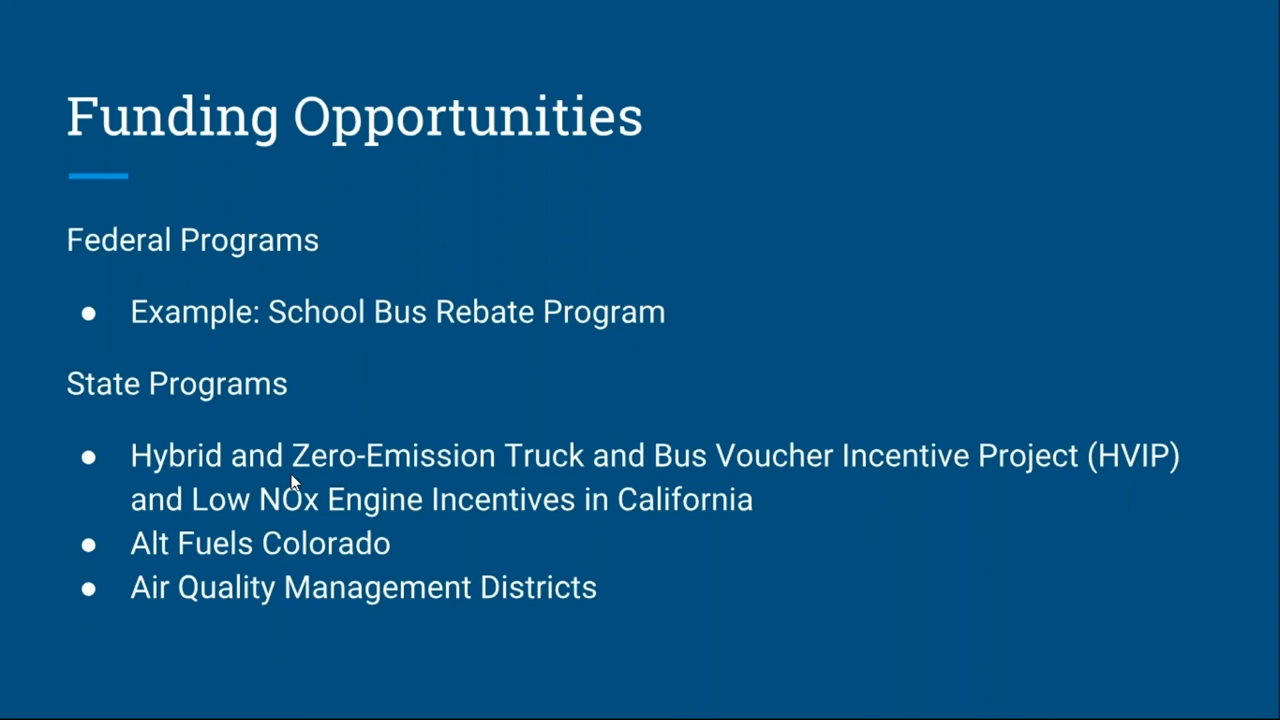 Funding Opportunities
Federal Programs
● Example: School Bus Rebate Program
State Programs
● Hybrid and Zero-Emission Truck and Bus Voucher Incentive Project (HVIP)
and Low NOx Engine Incentives in California
● Alt Fuels Colorado
● Air Quality Management Districts